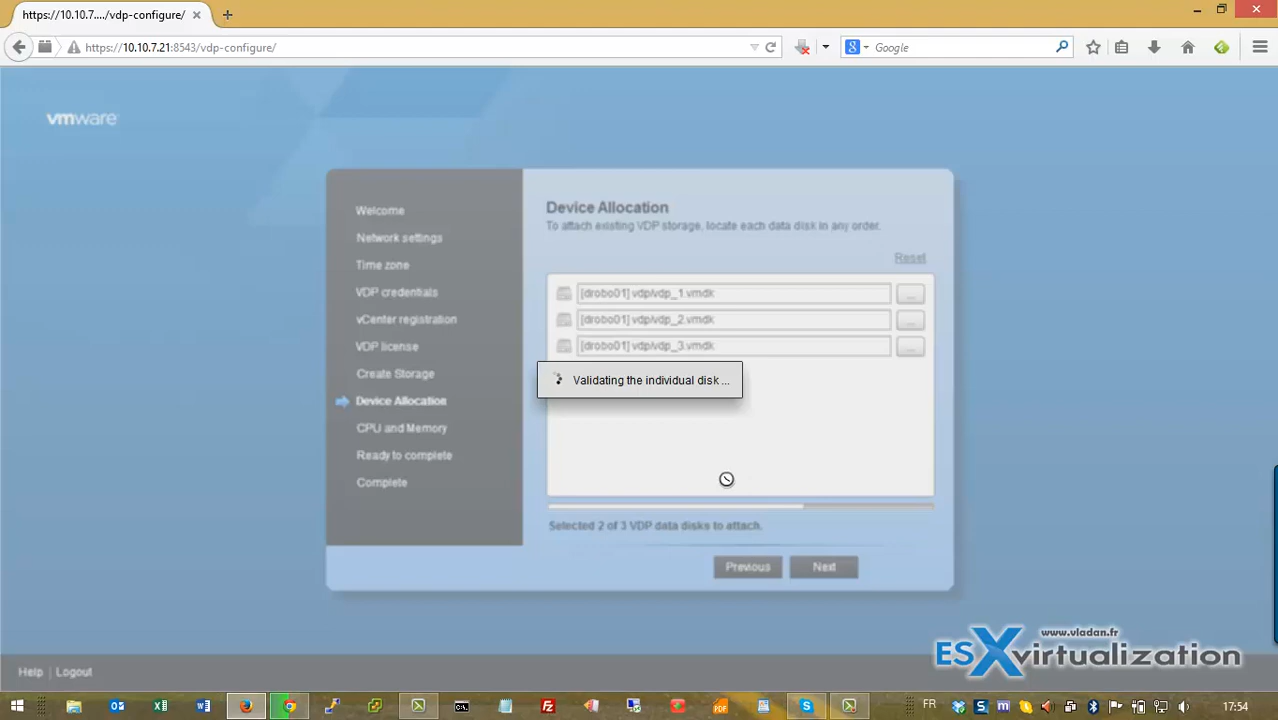 https://10.10.7..../vdp-configure/
https://10.10.7.21:8543/vdp-configure/
Google
vmware
Welcome
Network settings
Time zone
VDP credentials
vCenter registration
VDP license
Create Storage
Device Allocation
CPU and Memory
Ready to complete
Complete
Device Allocation
To attach existing VDP storage, locate each data disk in any order.
Reset
[drobo01] vdp/vdp_1.vmdk
...
[drobo01] vdp/vdp_2.vmdk
...
[drobo01] vdp/vdp_3.vmdk
...
Validating the individual disk ...
Selected 2 of 3 VDP data disks to attach.
Previous
Next
www.vladan.fr
ESXvirtualization
Help
Logout
FR
17:54